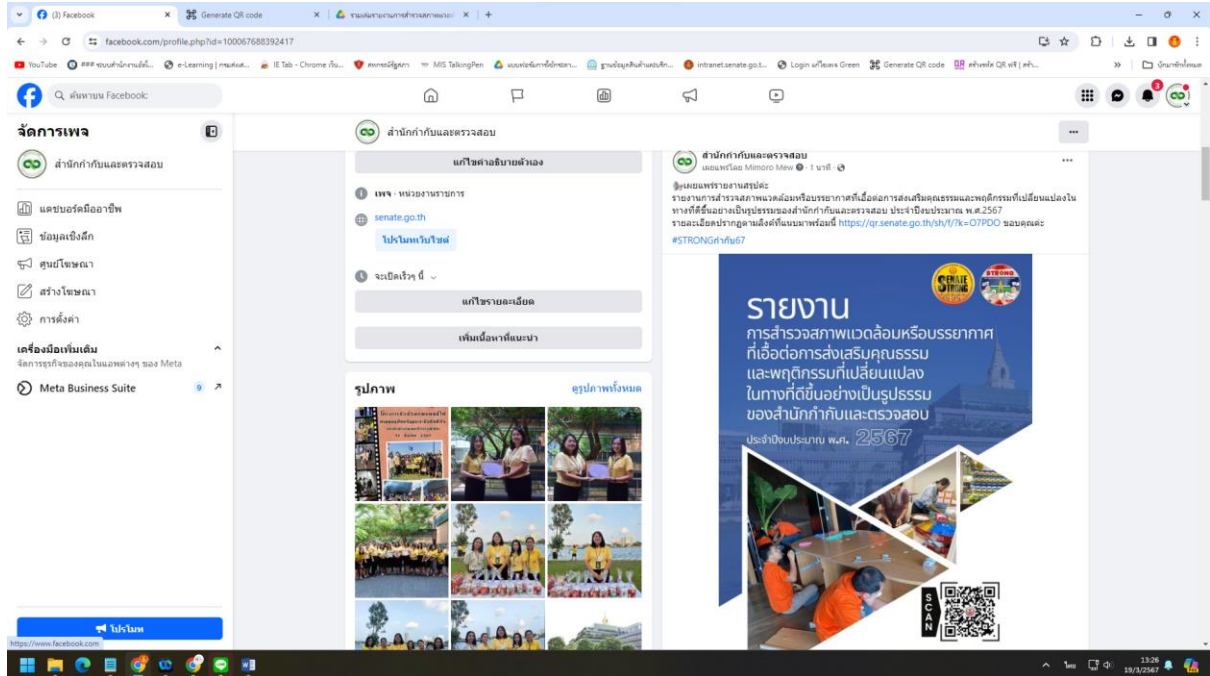 (3) Facebook
Generate QR code
facebook.com/profile.php?id=100067688392417
YouTube
e-Learning |
IE Tab - Chrome
MIS TalkingPen
intranet.senate.go.t...
Login
Green
Generate QR code
ค้นหาบน Facebook:
3
จัดการเพจ
สำนักกำกับและตรวจสอบ
แดชบอร์ดมืออาชีพ
ข้อมูลเชิงลึก
ศูนย์โฆษณา
สร้างโฆษณา
การตั้งค่า
เครื่องมือเพิ่มเติม
จัดการธุรกิจของคุณในแอพต่างๆ ของ Meta
Meta Business Suite
9
โปรโมท
https://www.facebook.com
สำนักกำกับและตรวจสอบ
แก้ไขคำอธิบายตัวเอง
เพจ · หน่วยงานราชการ
senate.go.th
โปรโมทเว็บไซต์
จะเปิดเร็วๆ นี้
แก้ไขรายละเอียด
เพิ่มเนื้อหาที่แนะนำ
รูปภาพ
ดูรูปภาพทั้งหมด
สำนักกำกับและตรวจสอบ
เผยแพร่โดย Mimoro Mew · 1 นาที ·
เผยแพร่รายงานสรุปค่ะ
รายงานการสำรวจสภาพแวดล้อมหรือบรรยากาศที่เอื้อต่อการส่งเสริมคุณธรรมและพฤติกรรมที่เปลี่ยนแปลงใน
ทางที่ดีขึ้นอย่างเป็นรูปธรรมของสำนักกำกับและตรวจสอบ ประจำปีงบประมาณ พ.ศ.2567
รายละเอียดปรากฏตามลิงค์ที่แนบมาพร้อมนี้ https://qr.senate.go.th/sh/f/?k=O7PDO ขอบคุณค่ะ
#STRONGกำกับ67
SENATE
STRONG
STRONG
รายงาน
การสำรวจสภาพแวดล้อมหรือบรรยากาศ
ที่เอื้อต่อการส่งเสริมคุณธรรม
และพฤติกรรมที่เปลี่ยนแปลง
ในทางที่ดีขึ้นอย่างเป็นรูปธรรม
ของสำนักกำกับและตรวจสอบ
ประจำปีงบประมาณ พ.ศ. 2567
SCAN
ไทย
13:26
19/3/2567